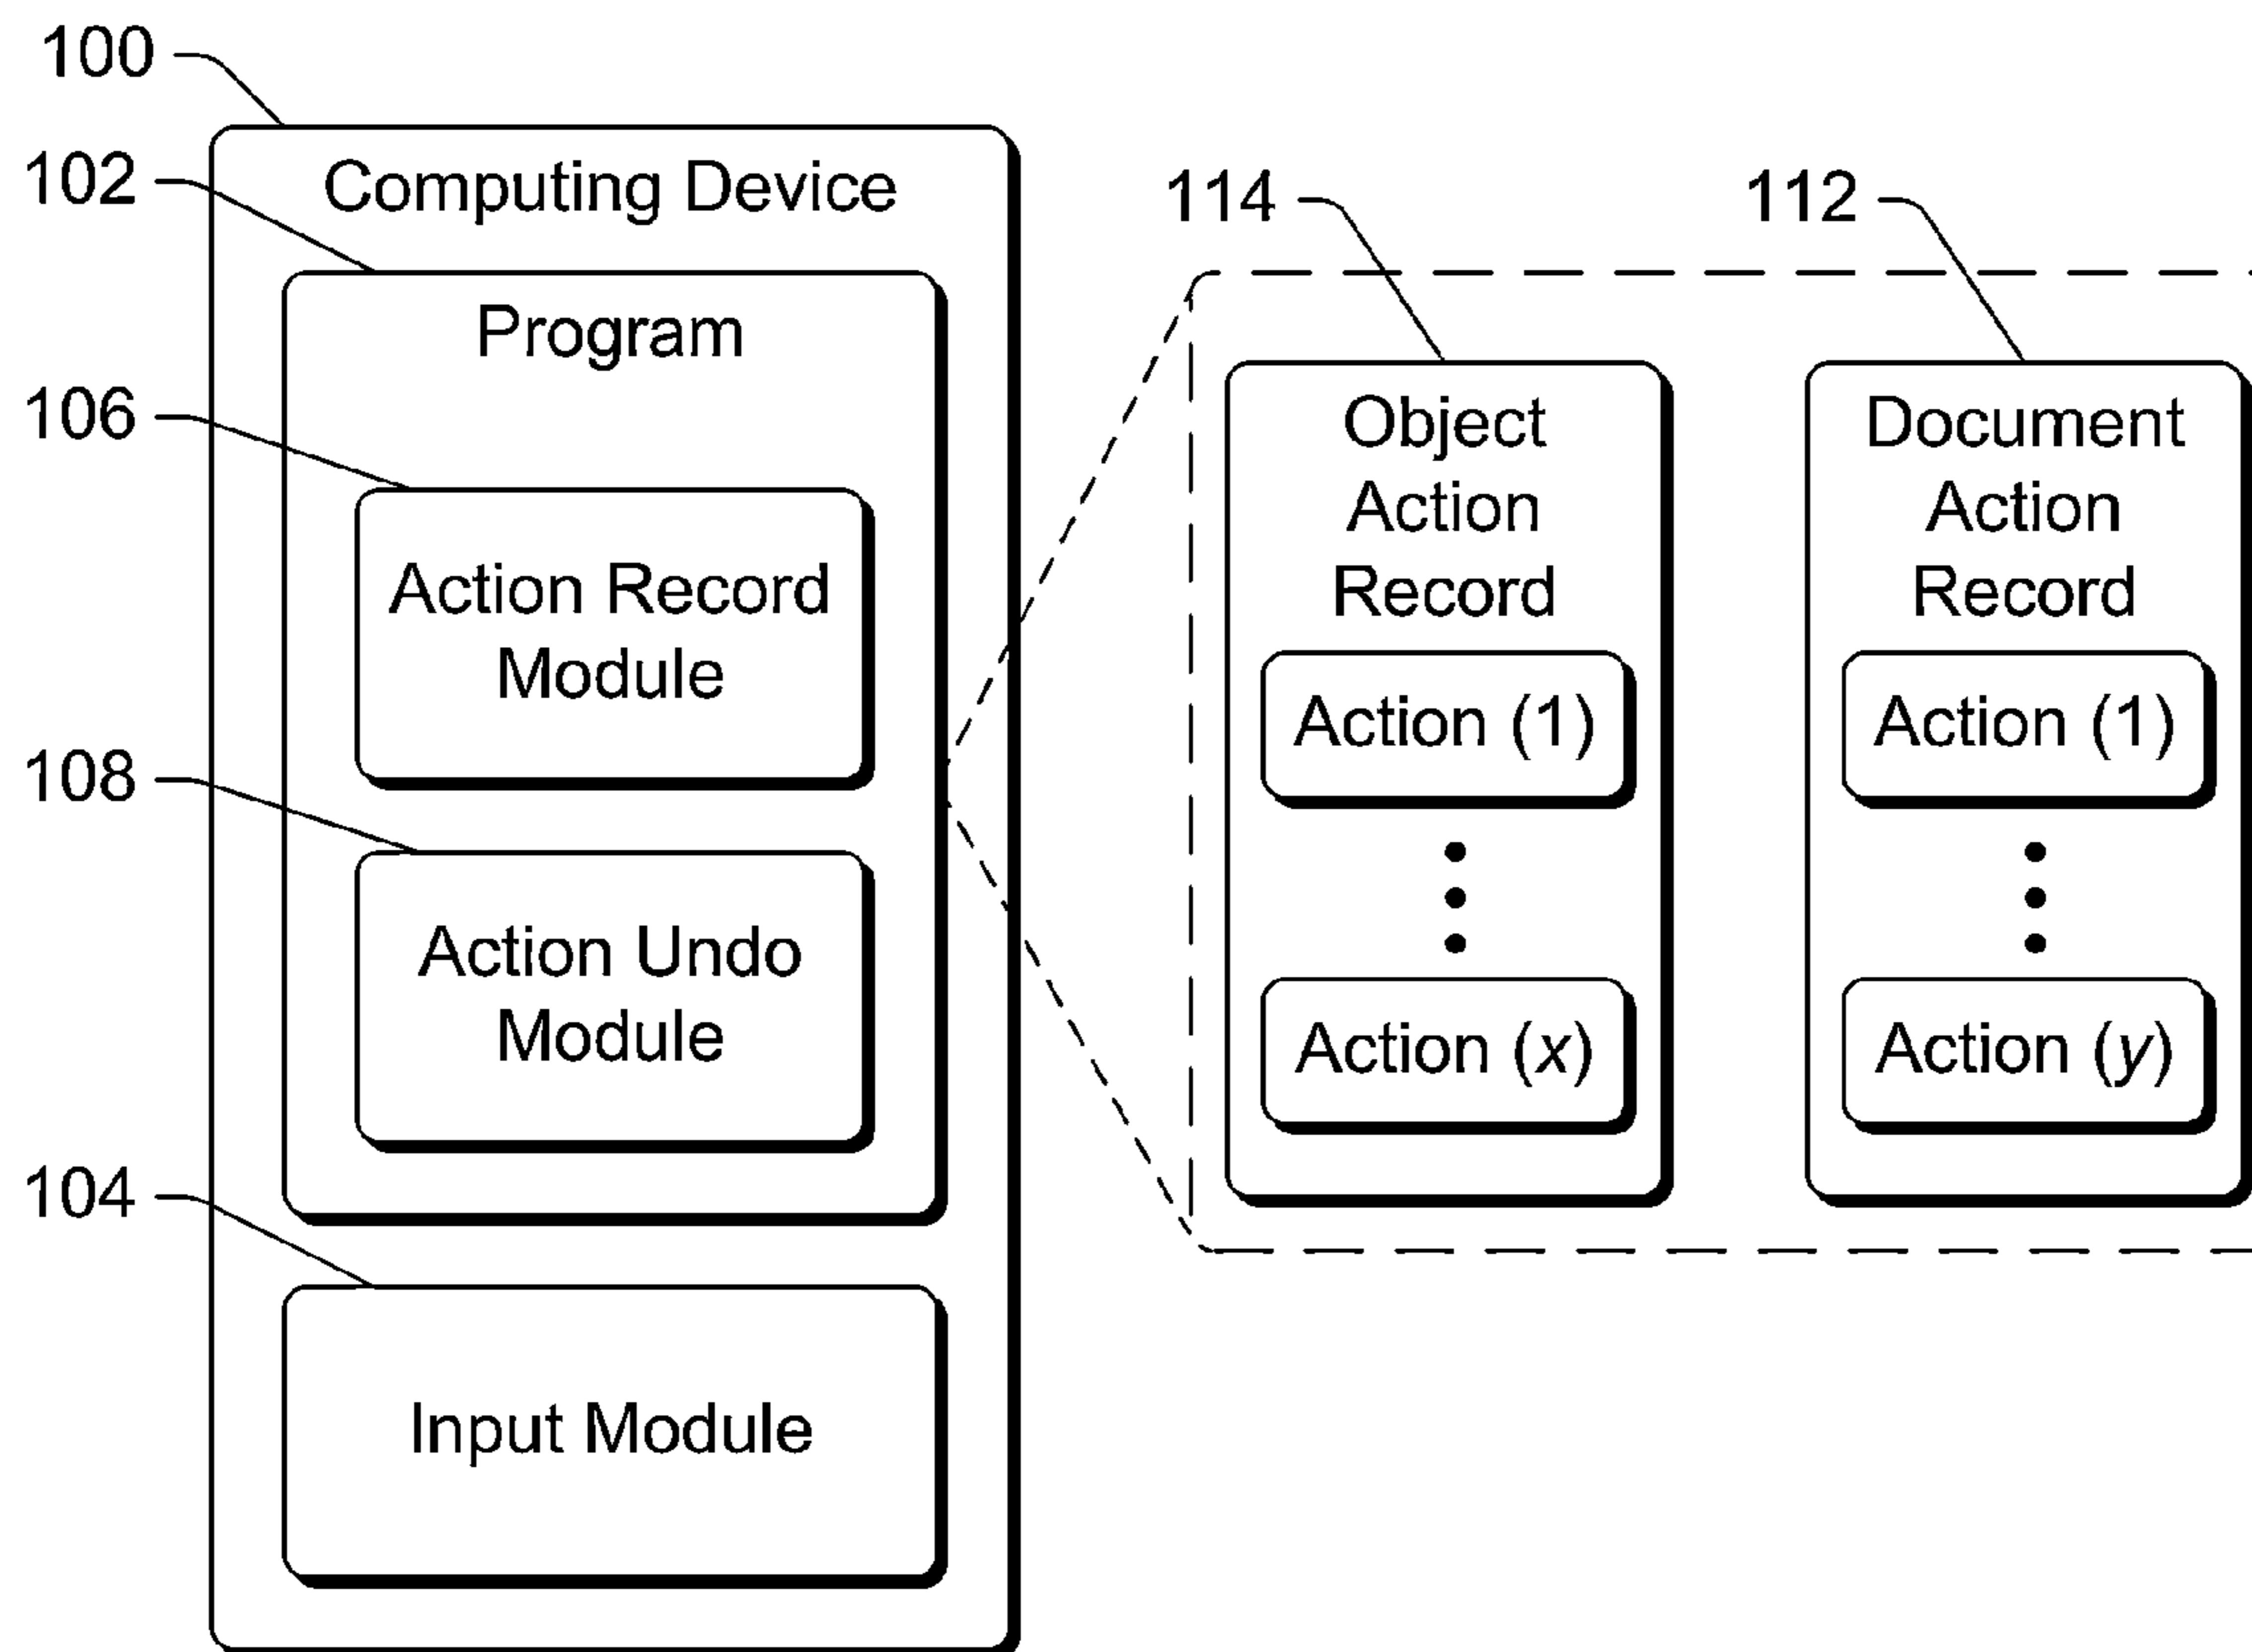 100
102
Computing Device
114
112
Program
106
Object
Action
Record
Document
Action
Record
Action Record
Module
Action (1)
Action (1)
108
Action Undo
Module
Action (x)
Action (y)
104
Input Module